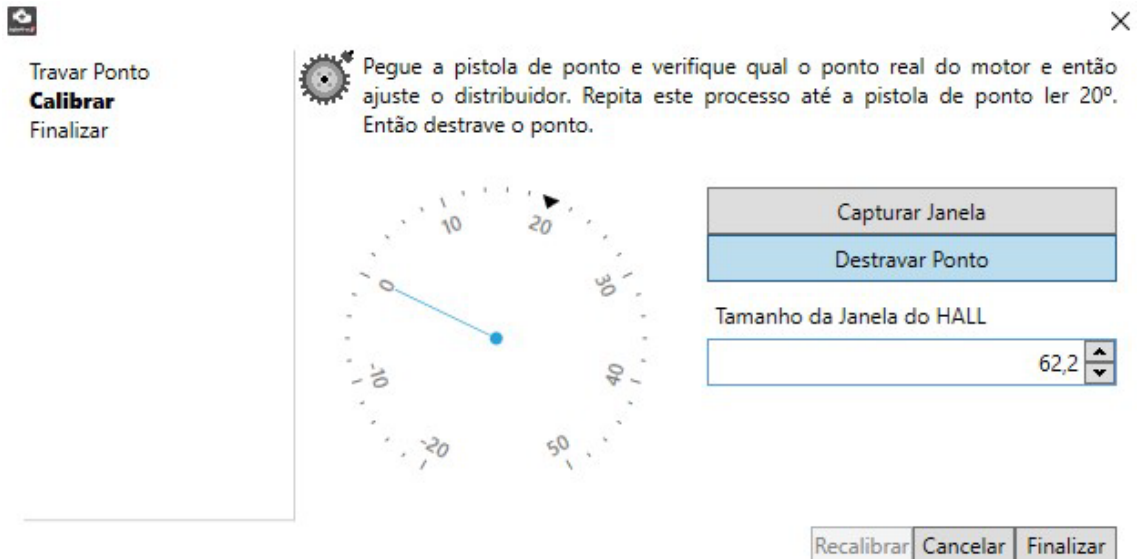 Travar Ponto
Calibrar
Finalizar
Pegue a pistola de ponto e verifique qual o ponto real do motor e então
ajuste o distribuidor. Repita este processo até a pistola de ponto ler 20º.
Então destrave o ponto.
-20
-10
0
10
20
30
40
50
Capturar Janela
Destravar Ponto
Tamanho da Janela do HALL
62,2
Recalibrar Cancelar Finalizar